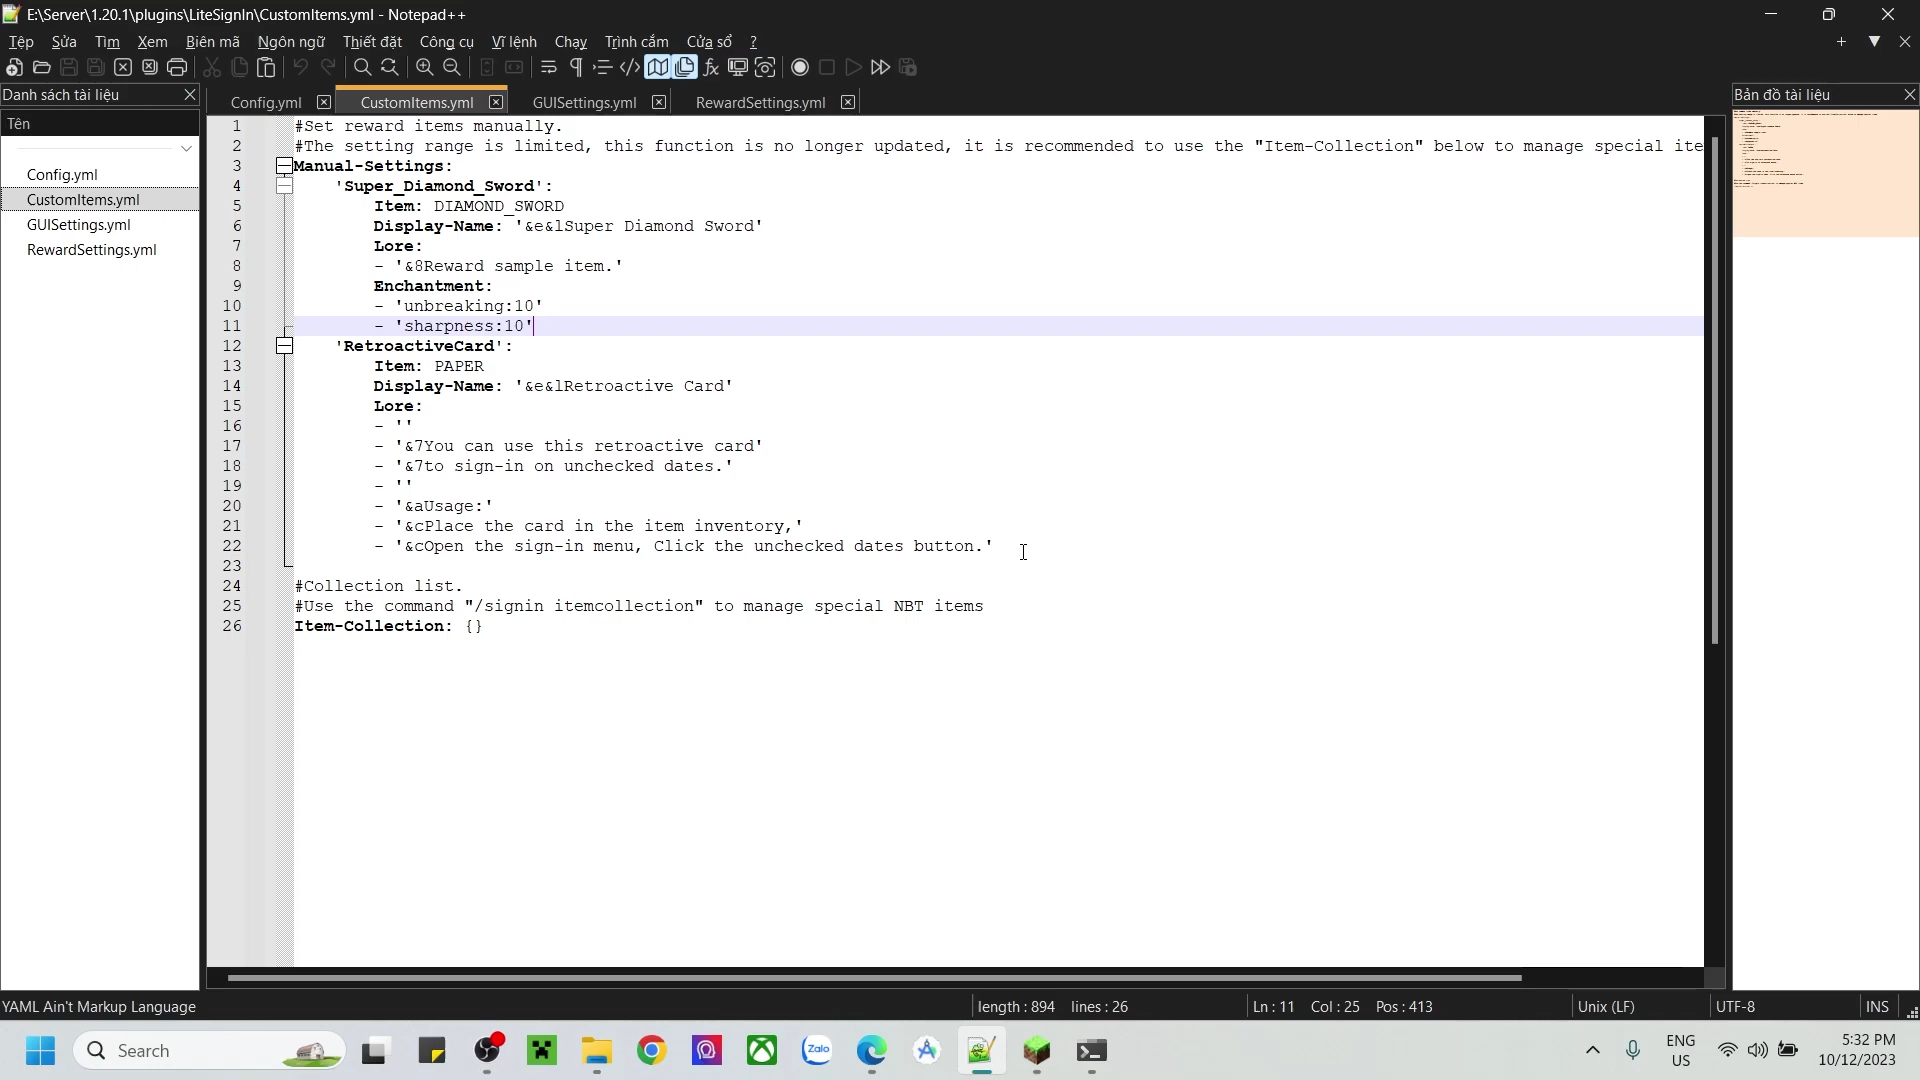 E:\Server\1.20.1\plugins\LiteSignIn\CustomItems.yml - Notepad++
Tệp Sửa Tìm Xem Biên mã Ngôn ngữ Thiết đặt Công cụ Vĩ lệnh Chạy Trình cắm Cửa sổ ?
Danh sách tài liệu
Config.yml CustomItems.yml GUISettings.yml RewardSettings.yml
Bản đồ tài liệu
Tên
Config.yml
CustomItems.yml
GUISettings.yml
RewardSettings.yml
1 #Set reward items manually.
2 #The setting range is limited, this function is no longer updated, it is recommended to use the "Item-Collection" below to manage special ite
3 Manual-Settings:
4 'Super_Diamond_Sword':
5 Item: DIAMOND_SWORD
6 Display-Name: '&e&lSuper Diamond Sword'
7 Lore:
8 - '&8Reward sample item.'
9 Enchantment:
10 - 'unbreaking:10'
11 - 'sharpness:10'
12 'RetroactiveCard':
13 Item: PAPER
14 Display-Name: '&e&lRetroactive Card'
15 Lore:
16 - ''
17 - '&7You can use this retroactive card'
18 - '&7to sign-in on unchecked dates.'
19 - ''
20 - '&aUsage:'
21 - '&cPlace the card in the item inventory,'
22 - '&cOpen the sign-in menu, Click the unchecked dates button.'
23
24 #Collection list.
25 #Use the command "/signin itemcollection" to manage special NBT items
26 Item-Collection: {}
YAML Ain't Markup Language length : 894 lines : 26 Ln : 11 Col : 25 Pos : 413 Unix (LF) UTF-8 INS
Search
Zalo
ENG
US
5:32 PM
10/12/2023